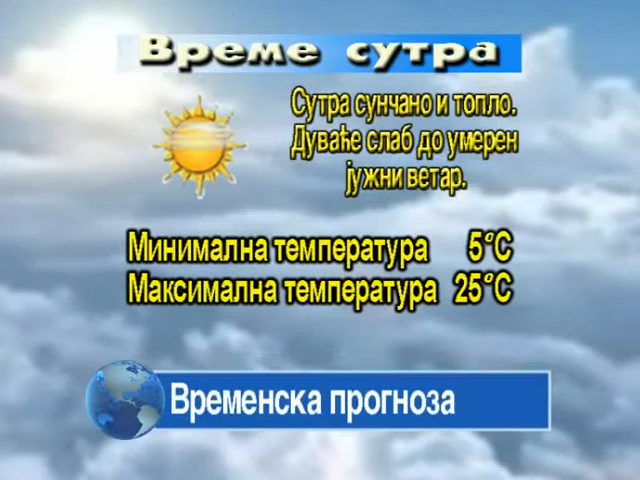 Време сутра
Сутра сунчано и топло.
Дуваће слаб до умерен
јужни ветар.
Минимална температура 5°C
Максимална температура 25°C
Временска прогноза